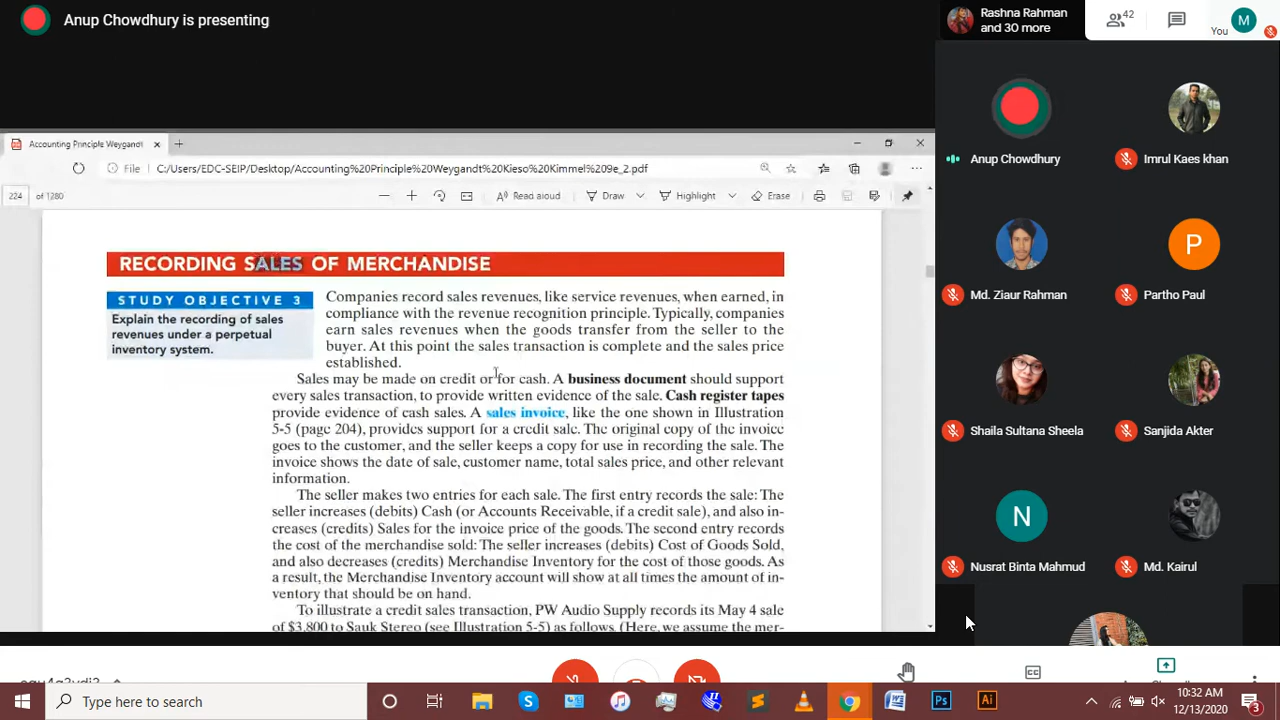 Anup Chowdhury is presenting
Rashna Rahman
and 30 more
42
You
M
Accounting Principle Weygandt
File
C:/Users/EDC-SEIP/Desktop/Accounting%20Principle%20Weygandt%20Kieso%20Kimmel%209e_2.pdf
224 of 1280
Read aloud
Draw
Highlight
Erase
RECORDING SALES OF MERCHANDISE
STUDY OBJECTIVE 3
Explain the recording of sales
revenues under a perpetual
inventory system.
Companies record sales revenues, like service revenues, when earned, in
compliance with the revenue recognition principle. Typically, companies
earn sales revenues when the goods transfer from the seller to the
buyer. At this point the sales transaction is complete and the sales price
established.
Sales may be made on credit or for cash. A business document should support
every sales transaction, to provide written evidence of the sale. Cash register tapes
provide evidence of cash sales. A sales invoice, like the one shown in Illustration
5-5 (page 204), provides support for a credit sale. The original copy of the invoice
goes to the customer, and the seller keeps a copy for use in recording the sale. The
invoice shows the date of sale, customer name, total sales price, and other relevant
information.
The seller makes two entries for each sale. The first entry records the sale: The
seller increases (debits) Cash (or Accounts Receivable, if a credit sale), and also in-
creases (credits) Sales for the invoice price of the goods. The second entry records
the cost of the merchandise sold: The seller increases (debits) Cost of Goods Sold,
and also decreases (credits) Merchandise Inventory for the cost of those goods. As
a result, the Merchandise Inventory account will show at all times the amount of in-
ventory that should be on hand.
To illustrate a credit sales transaction, PW Audio Supply records its May 4 sale
of $3,800 to Sauk Stereo (see Illustration 5-5) as follows. (Here, we assume the mer-
Anup Chowdhury
Imrul Kaes khan
Md. Ziaur Rahman
P
Partho Paul
Shaila Sultana Sheela
Sanjida Akter
N
Nusrat Binta Mahmud
Md. Kairul
Type here to search
W
Ps
Ai
10:32 AM
12/13/2020
3